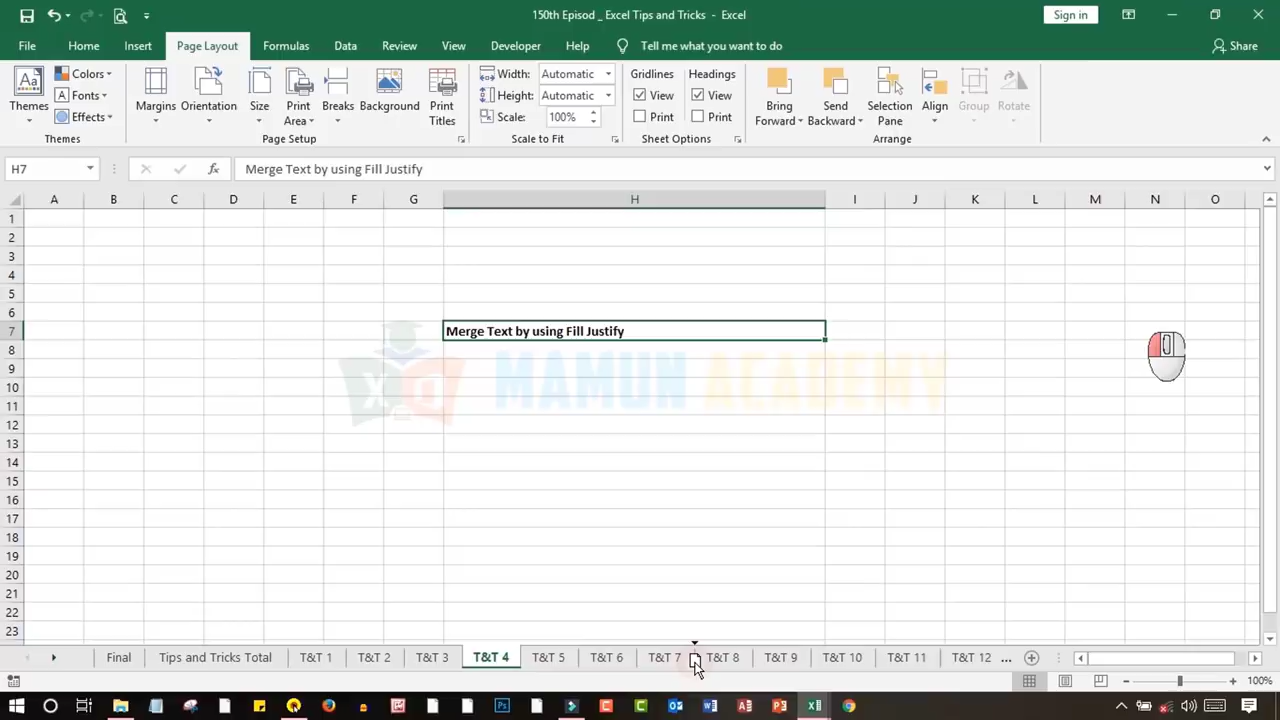 150th Episod _ Excel Tips and Tricks - Excel
Sign in
File Home Insert Page Layout Formulas Data Review View Developer Help Tell me what you want to do Share
Colors
Fonts
Effects
Themes
Themes
Margins Orientation Size Print Area Breaks Background Print Titles
Page Setup
Width: Automatic
Height: Automatic
Scale: 100%
Scale to Fit
Gridlines Headings
View View
Print Print
Sheet Options
Bring Forward Send Backward Selection Pane Align Group Rotate
Arrange
H7 fx Merge Text by using Fill Justify
A B C D E F G H I J K L M N O
1
2
3
4
5
6
7 Merge Text by using Fill Justify
8
9
MAMUN ACADEMY
10
11
12
13
14
15
16
17
18
19
20
21
22
23
Final Tips and Tricks Total T&T 1 T&T 2 T&T 3 T&T 4 T&T 5 T&T 6 T&T 7 T&T 8 T&T 9 T&T 10 T&T 11 T&T 12 ...
100%